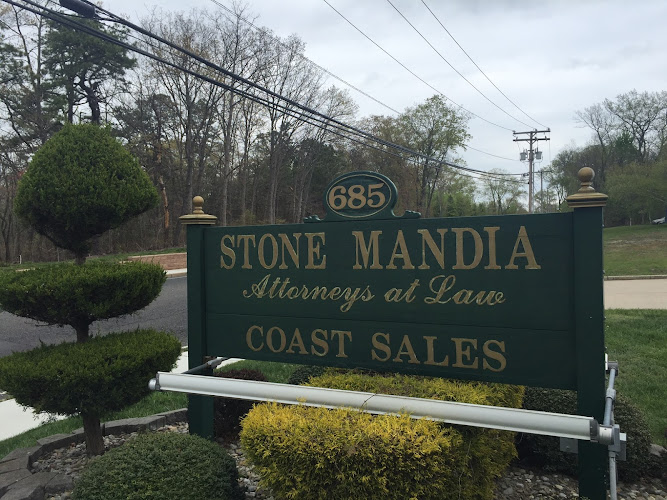 685
STONE MANDIA
Attorneys at Law
COAST SALES